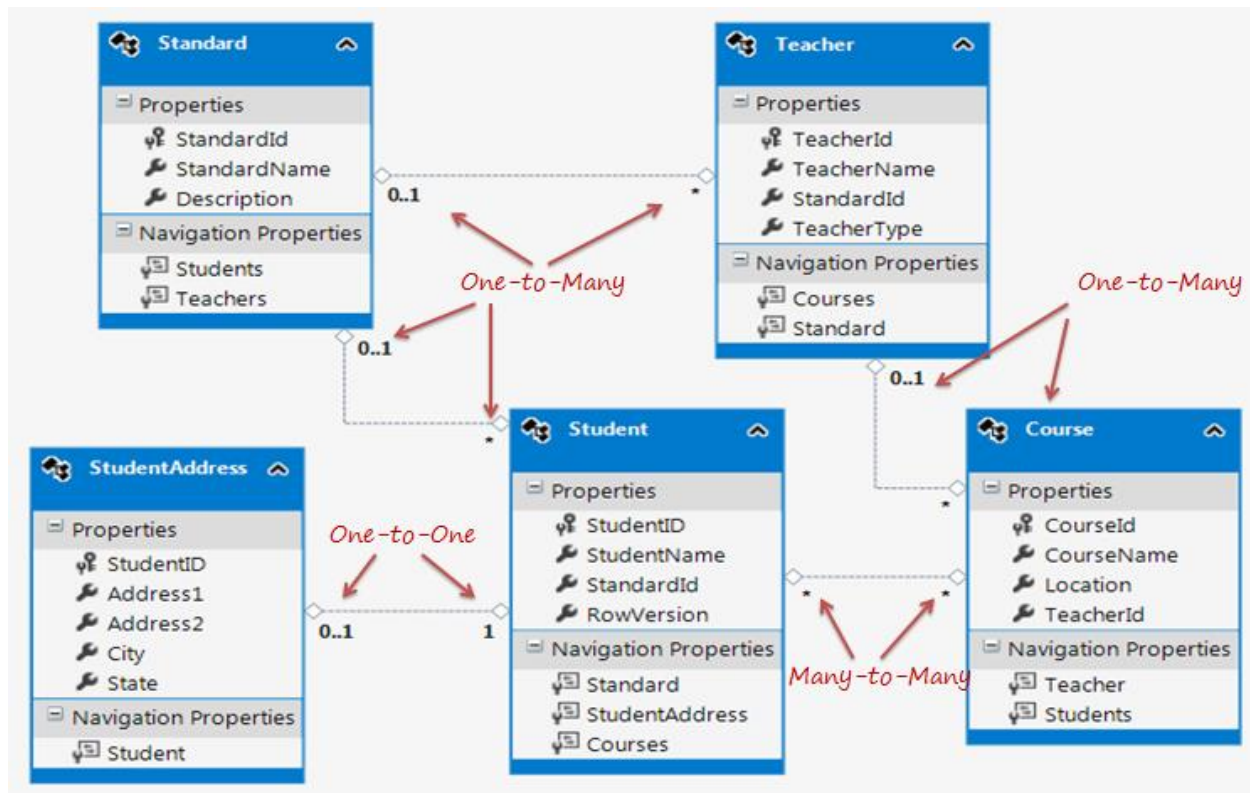 Standard
Properties
StandardId
StandardName
Description
Navigation Properties
Students
Teachers
Teacher
Properties
TeacherId
TeacherName
StandardId
TeacherType
Navigation Properties
Courses
Standard
0..1
*
One-to-Many
One-to-Many
0..1
*
0..1
*
StudentAddress
Properties
StudentID
Address1
Address2
City
State
Navigation Properties
Student
One-to-One
0..1
1
Student
Properties
StudentID
StudentName
StandardId
RowVersion
Navigation Properties
Standard
StudentAddress
Courses
*
*
Many-to-Many
Course
Properties
CourseId
CourseName
Location
TeacherId
Navigation Properties
Teacher
Students